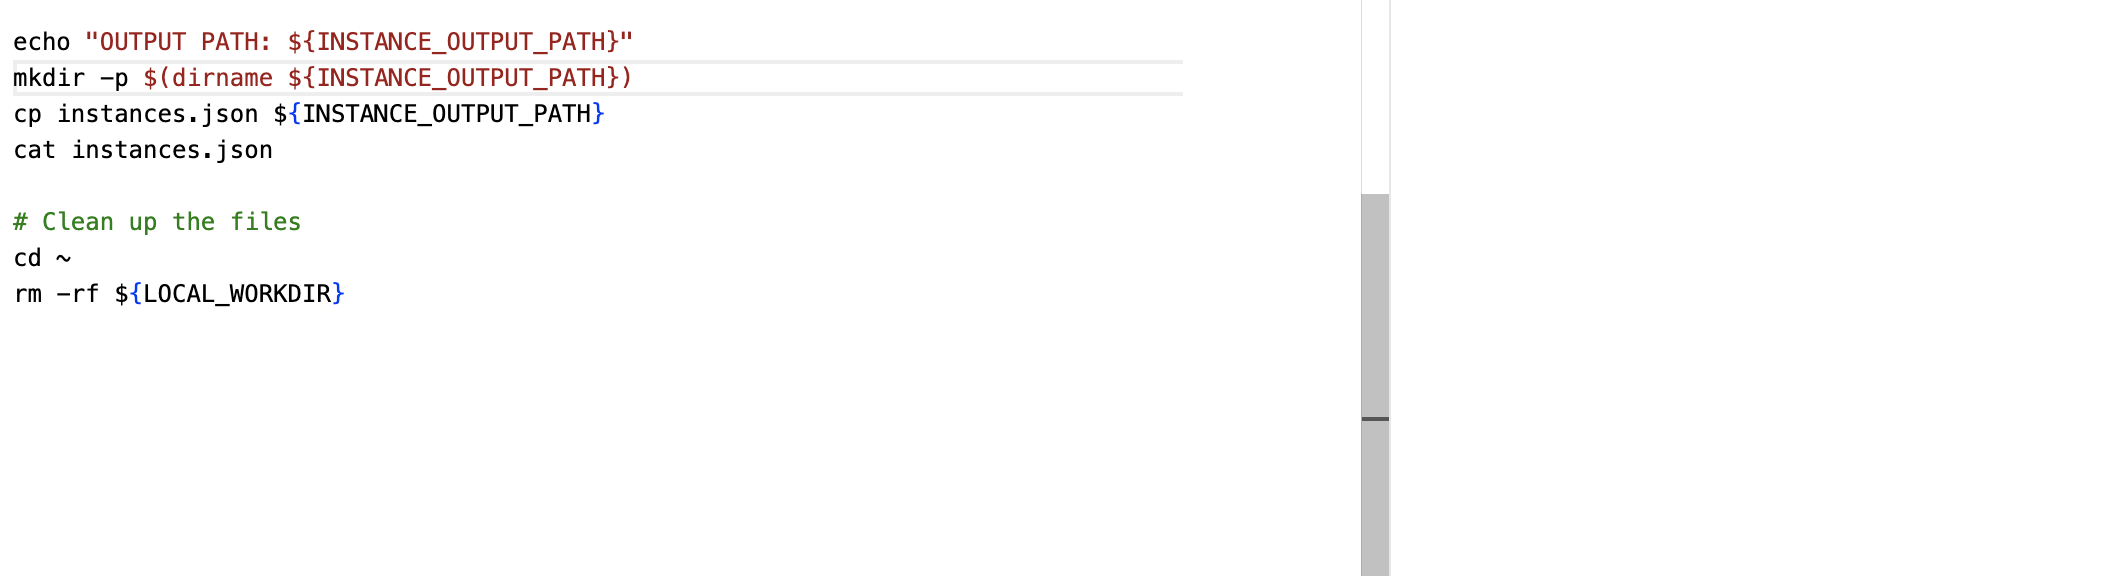 echo "OUTPUT PATH: ${INSTANCE_OUTPUT_PATH}"
mkdir -p $(dirname ${INSTANCE_OUTPUT_PATH})
cp instances.json ${INSTANCE_OUTPUT_PATH}
cat instances.json
# Clean up the files
cd ~
rm -rf ${LOCAL_WORKDIR}